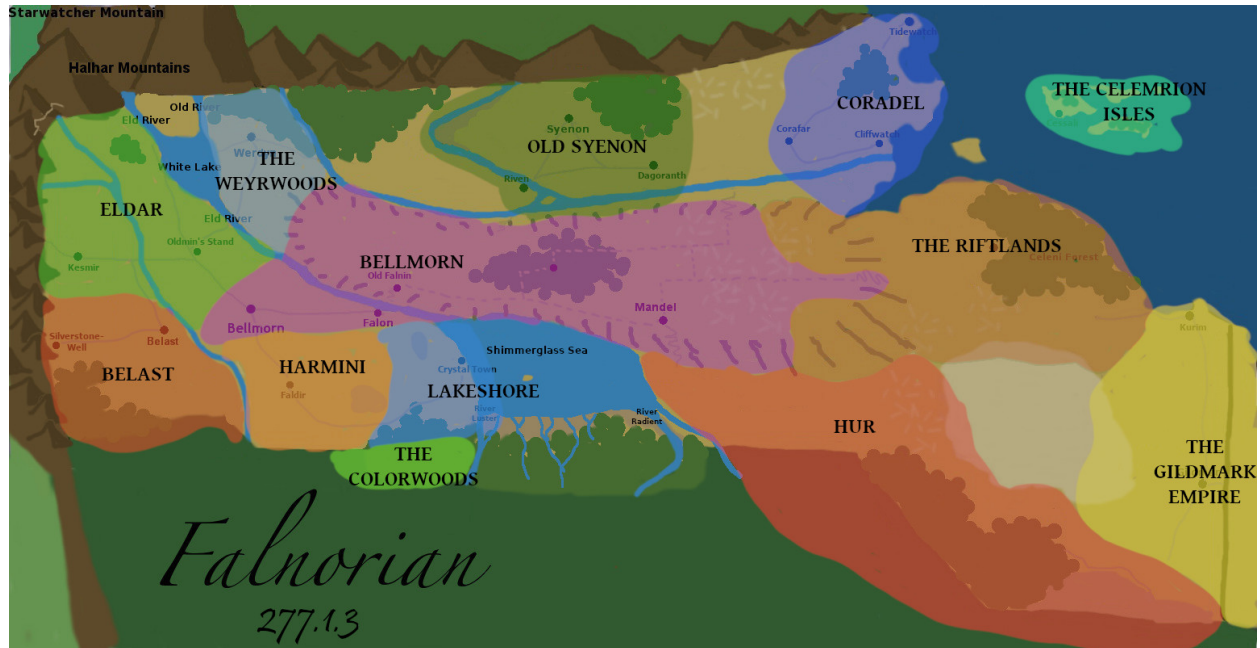 Starwatcher Mountain
Halhar Mountains
Tidewatch
Old River
Eld River
THE CELEMRION
ISLES
CORADEL
Syenon
OLD SYENON
Corafar
Cliffwatch
THE
WEYRWOODS
White Lake
Riven
Dagoranth
ELDAR
Eld River
Oldmin's Stand
Kesmir
THE RIFTLANDS
Celeni Forest
BELLMORN
Old Falnin
Mandel
Bellmorn
Falon
Kurim
Silverstone-
Well
Belast
BELAST
HARMINI
Faldir
Shimmerglass Sea
Crystal Town
LAKESHORE
River
Luster
River
Radient
HUR
THE
COLORWOODS
THE
GILDMARK
EMPIRE
Falnorian
277.1.3